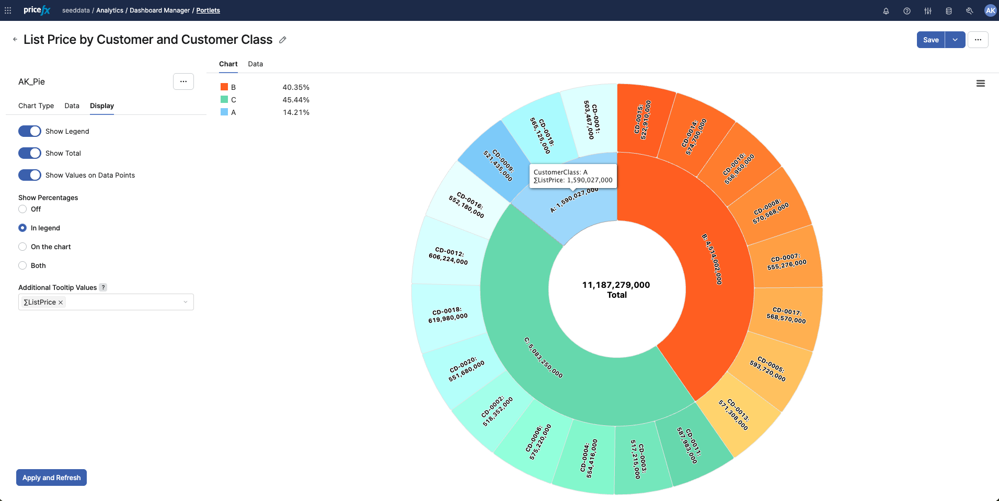 pricefx seeddata / Analytics / Dashboard Manager / Portlets AK
List Price by Customer and Customer Class
Save
Chart Data
AK_Pie
Chart Type Data Display
Show Legend
Show Total
Show Values on Data Points
Show Percentages
Off
In legend
On the chart
Both
Additional Tooltip Values ?
∑ListPrice ×
Apply and Refresh
B 40.35%
C 45.44%
A 14.21%
CD-0015:
522,910,000
CD-0014:
574,700,000
CD-0010:
556,950,000
CD-0008:
570,568,000
CD-0007:
555,276,000
CD-0017:
568,570,000
CD-0005:
593,720,000
CD-0013:
571,308,000
CD-0011:
587,983,000
CD-0003:
517,215,000
CD-0004:
554,416,000
CD-0006:
575,220,000
CD-0002:
518,352,000
CD-0020:
551,680,000
CD-0018:
619,980,000
CD-0012:
606,224,000
CD-0016:
552,180,000
CD-0009:
521,435,000
CD-0019:
565,125,000
CD-0001:
503,467,000
CustomerClass: A
∑ListPrice: 1,590,027,000
A: 1,590,027,000
B: 4,514,002,000
C: 5,083,250,000
11,187,279,000
Total